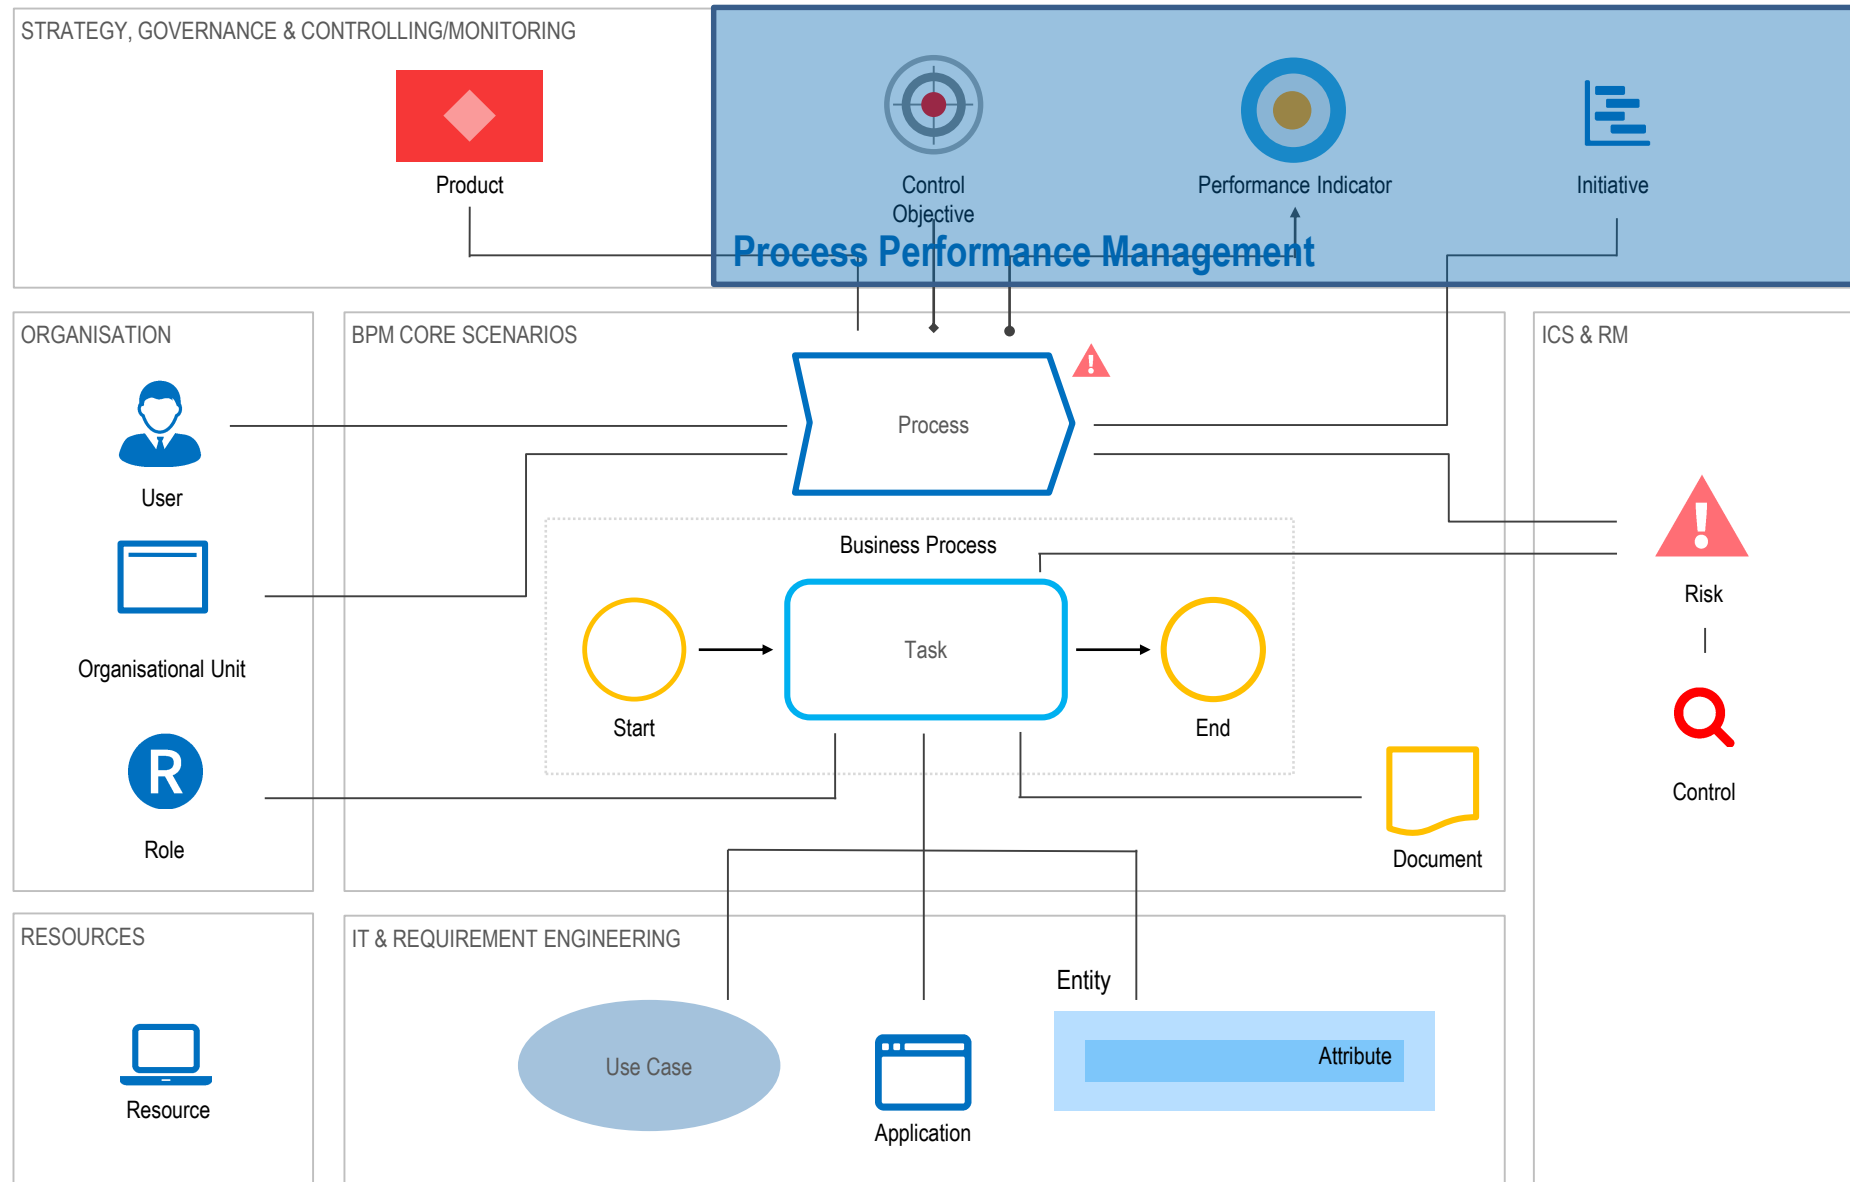 STRATEGY, GOVERNANCE & CONTROLLING/MONITORING
Product
Control
Objective
Performance Indicator
Initiative
Process Performance Management
ORGANISATION
User
Organisational Unit
R
Role
BPM CORE SCENARIOS
!
Process
Business Process
Start
Task
End
Document
ICS & RM
!
Risk
Control
RESOURCES
Resource
IT & REQUIREMENT ENGINEERING
Use Case
Application
Entity
Attribute